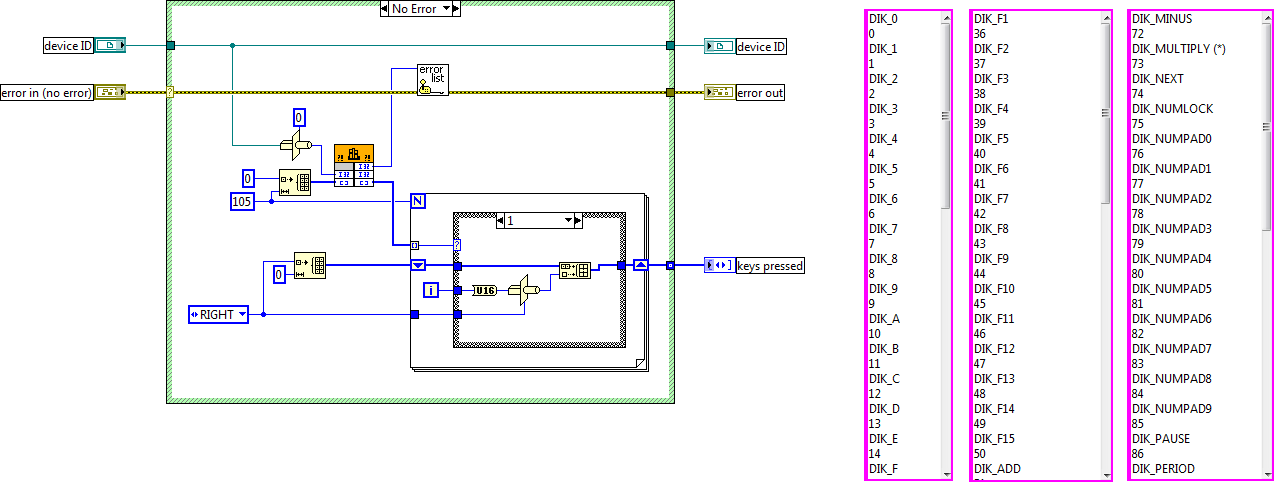 No Error
device ID
device ID
error
list
error in (no error)
error out
0
?!
?!
I32
I32
I32
0
105
N
1
keys pressed
0
i
U16
RIGHT
DIK_0
0
DIK_1
1
DIK_2
2
DIK_3
3
DIK_4
4
DIK_5
5
DIK_6
6
DIK_7
7
DIK_8
8
DIK_9
9
DIK_A
10
DIK_B
11
DIK_C
12
DIK_D
13
DIK_E
14
DIK_F
DIK_F1
36
DIK_F2
37
DIK_F3
38
DIK_F4
39
DIK_F5
40
DIK_F6
41
DIK_F7
42
DIK_F8
43
DIK_F9
44
DIK_F10
45
DIK_F11
46
DIK_F12
47
DIK_F13
48
DIK_F14
49
DIK_F15
50
DIK_ADD
DIK_MINUS
72
DIK_MULTIPLY (*)
73
DIK_NEXT
74
DIK_NUMLOCK
75
DIK_NUMPAD0
76
DIK_NUMPAD1
77
DIK_NUMPAD2
78
DIK_NUMPAD3
79
DIK_NUMPAD4
80
DIK_NUMPAD5
81
DIK_NUMPAD6
82
DIK_NUMPAD7
83
DIK_NUMPAD8
84
DIK_NUMPAD9
85
DIK_PAUSE
86
DIK_PERIOD